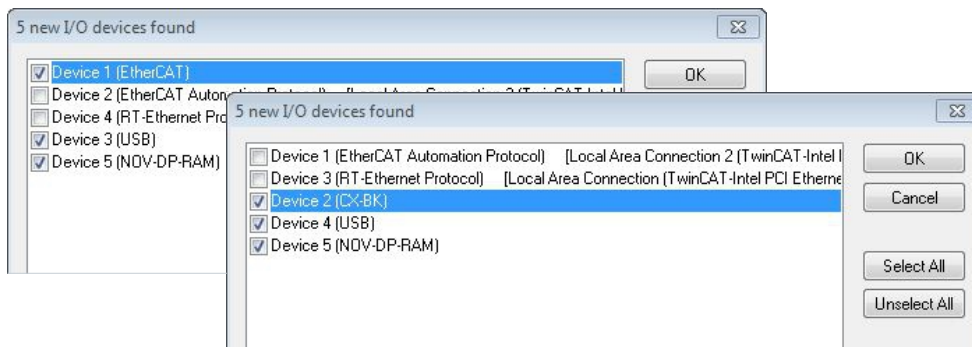 5 new I/O devices found
Device 1 (EtherCAT)
OK
Device 2 (EtherCAT
Device 4 (RT-Ethernet
Device 3 (USB)
Device 5 (NOV-DP-RAM)
5 new I/O devices found
Device 1 (EtherCAT Automation Protocol) [Local Area Connection 2 (TwinCAT-Intel
OK
Device 3 (RT-Ethernet Protocol) [Local Area Connection (TwinCAT-Intel PCI Etherne
Device 2 (CX-BK)
Cancel
Device 4 (USB)
Device 5 (NOV-DP-RAM)
Select All
Unselect All